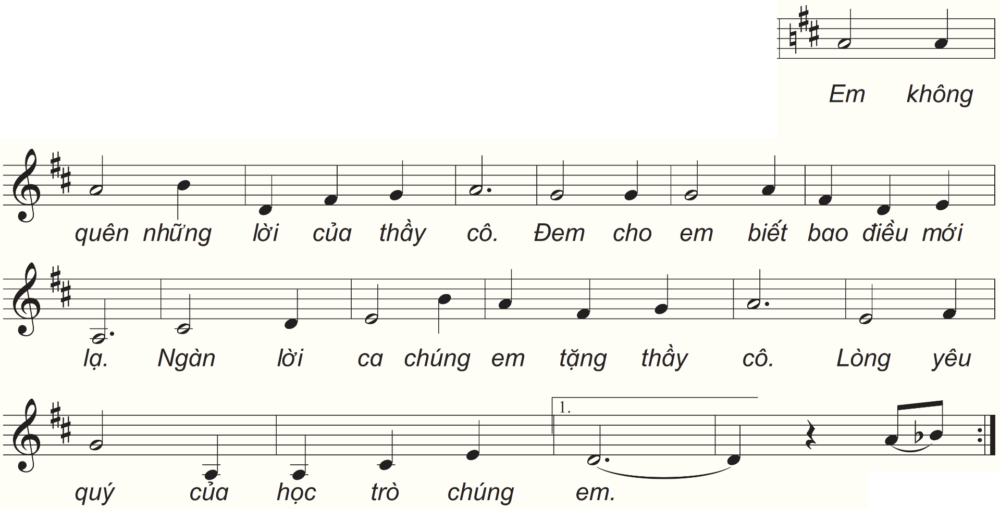 Em không
quên những lời của thầy cô. Đem cho em biết bao điều mới
lạ. Ngàn lời ca chúng em tặng thầy cô. Lòng yêu
1.
quý của học trò chúng em.